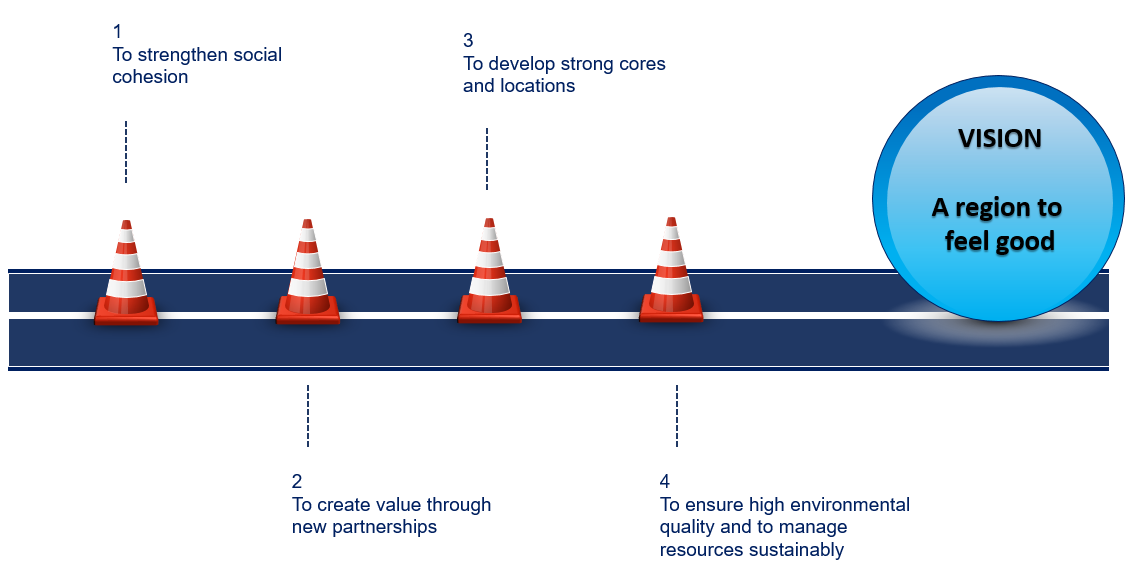 1
To strengthen social
cohesion
2
To create value through
new partnerships
3
To develop strong cores
and locations
4
To ensure high environmental
quality and to manage
resources sustainably
VISION
A region to
feel good